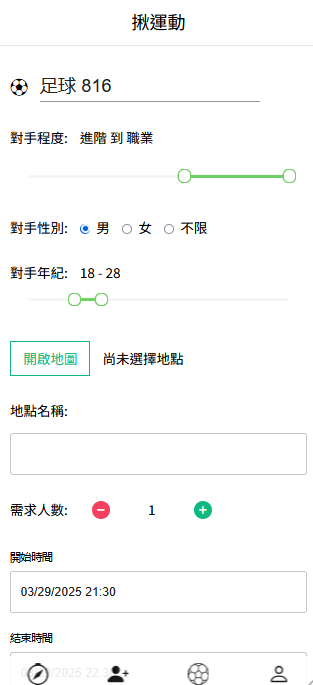 揪運動
足球 816
對手程度: 進階 到 職業
對手性別: 男 女 不限
對手年紀: 18 - 28
開啟地圖 尚未選擇地點
地點名稱:
需求人數: 1
開始時間
03/29/2025 21:30
結束時間